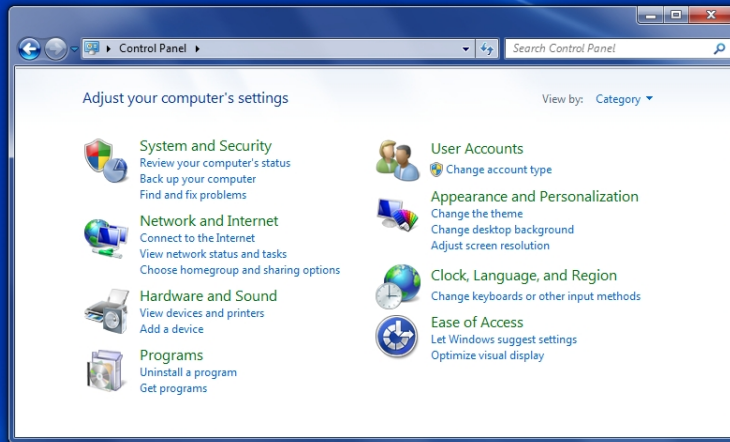 Control Panel
Search Control Panel
Adjust your computer's settings
View by: Category
System and Security
Review your computer's status
Back up your computer
Find and fix problems
Network and Internet
Connect to the Internet
View network status and tasks
Choose homegroup and sharing options
Hardware and Sound
View devices and printers
Add a device
Programs
Uninstall a program
Get programs
User Accounts
Change account type
Appearance and Personalization
Change the theme
Change desktop background
Adjust screen resolution
Clock, Language, and Region
Change keyboards or other input methods
Ease of Access
Let Windows suggest settings
Optimize visual display